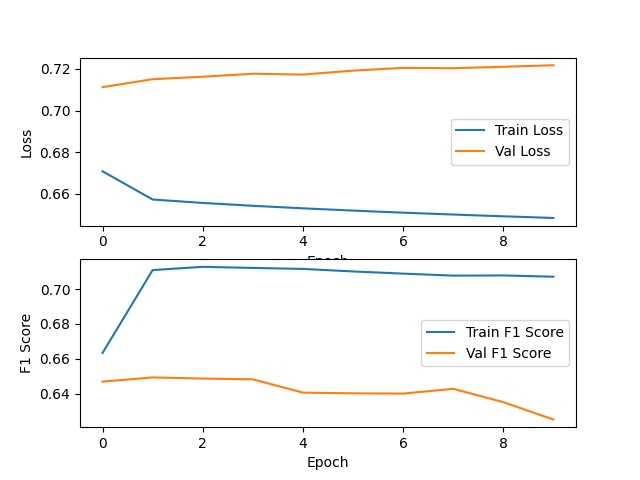 0.72
0.70
0.68
0.66
Loss
Train Loss
Val Loss
0 2 4 6 8
Epoch
0.70
0.68
0.66
0.64
F1 Score
Train F1 Score
Val F1 Score
0 2 4 6 8
Epoch